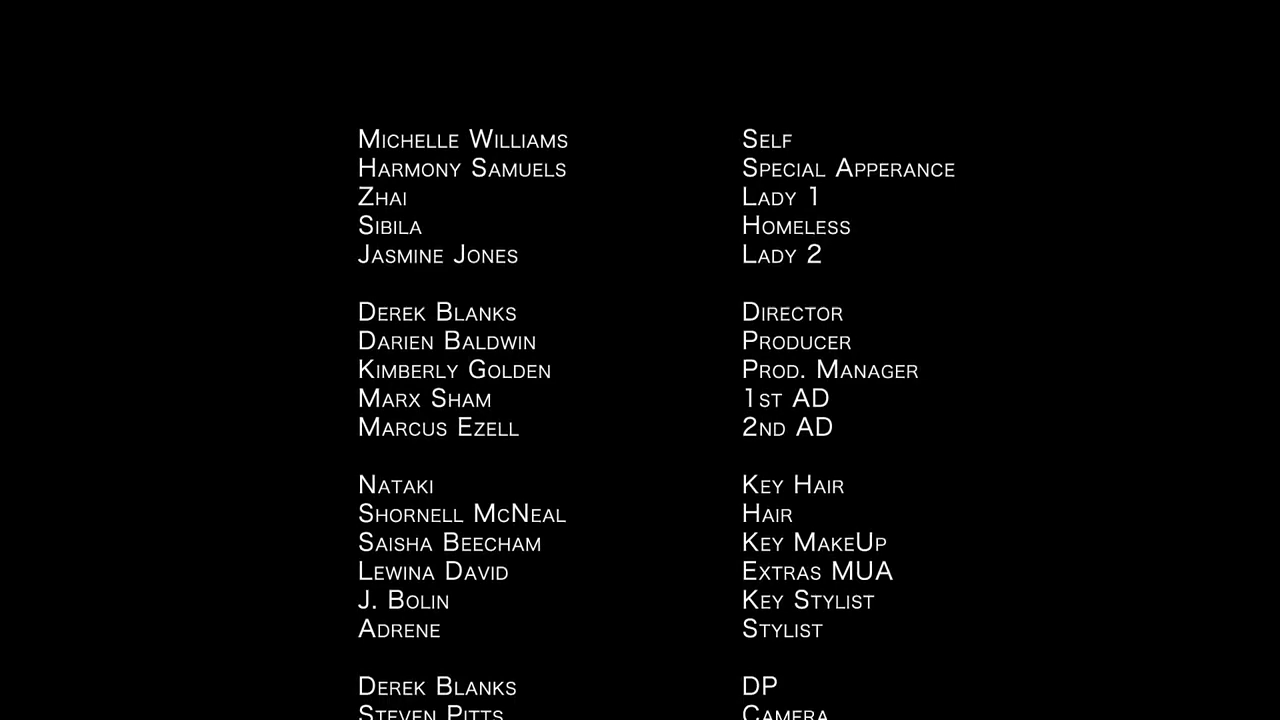 Michelle Williams Self
Harmony Samuels Special Apperance
Zhai Lady 1
Sibila Homeless
Jasmine Jones Lady 2
Derek Blanks Director
Darien Baldwin Producer
Kimberly Golden Prod. Manager
Marx Sham 1st AD
Marcus Ezell 2nd AD
Nataki Key Hair
Shornell McNeal Hair
Saisha Beecham Key MakeUp
Lewina David Extras MUA
J. Bolin Key Stylist
Adrene Stylist
Derek Blanks DP
Steven Pitts Camera